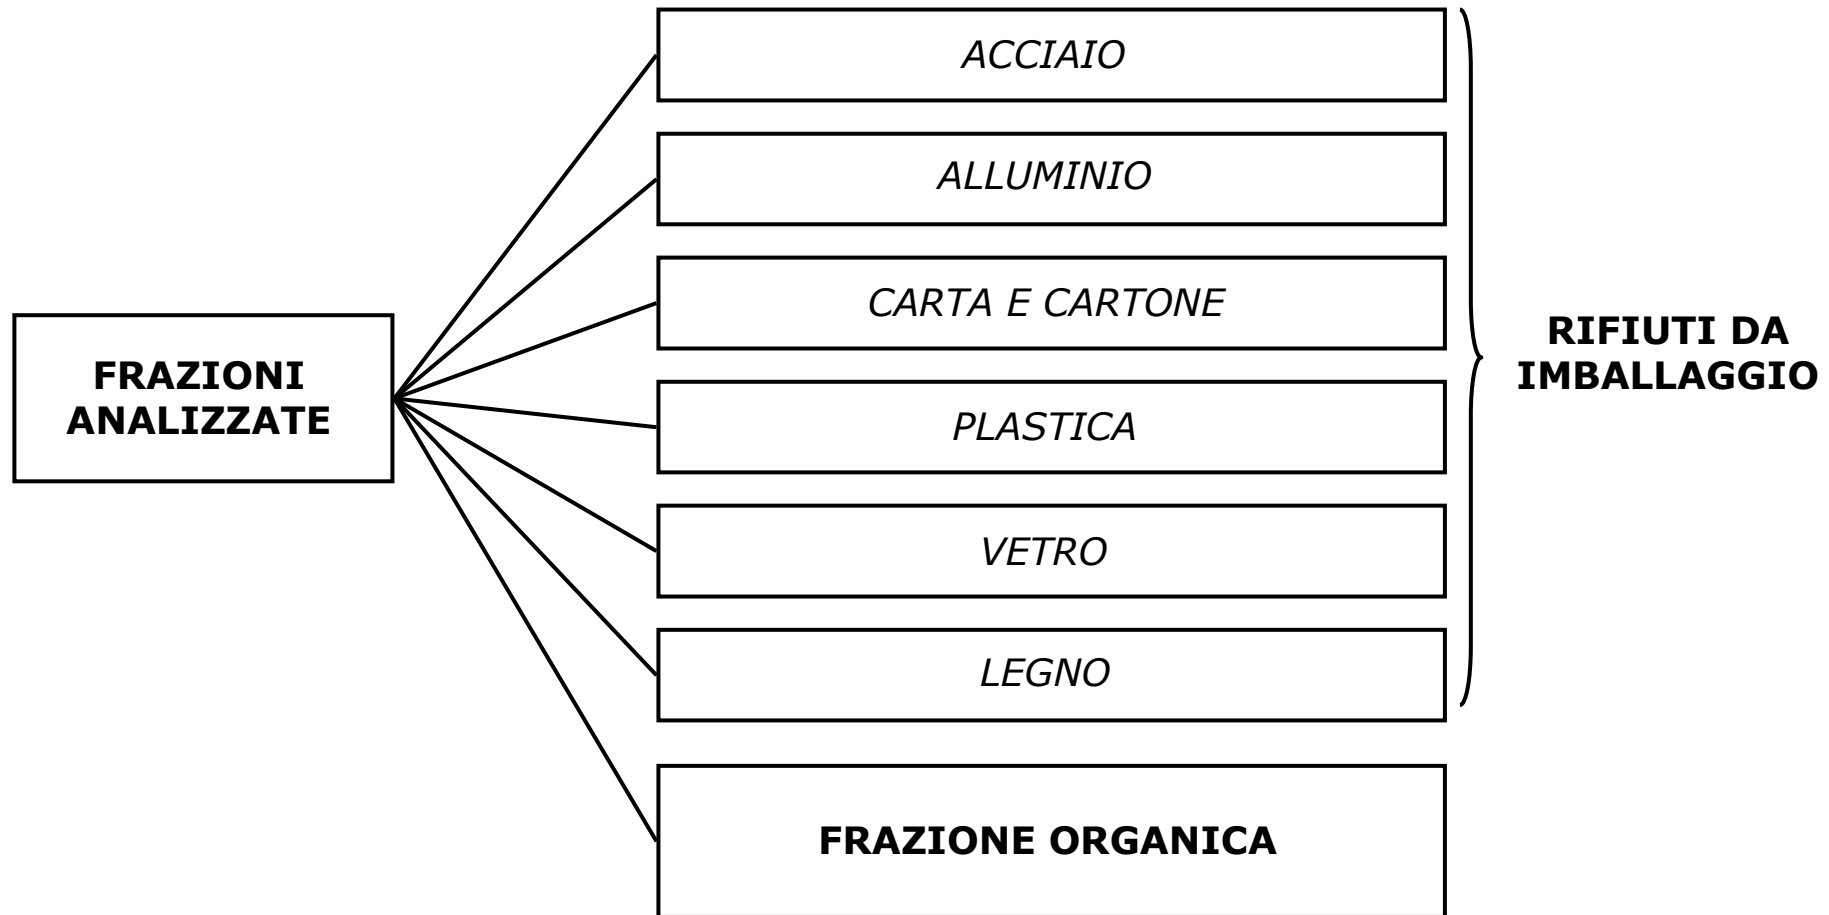 ACCIAIO
ALLUMINIO
CARTA E CARTONE
PLASTICA
VETRO
LEGNO
FRAZIONE ORGANICA
FRAZIONI
ANALIZZATE
RIFIUTI DA
IMBALLAGGIO